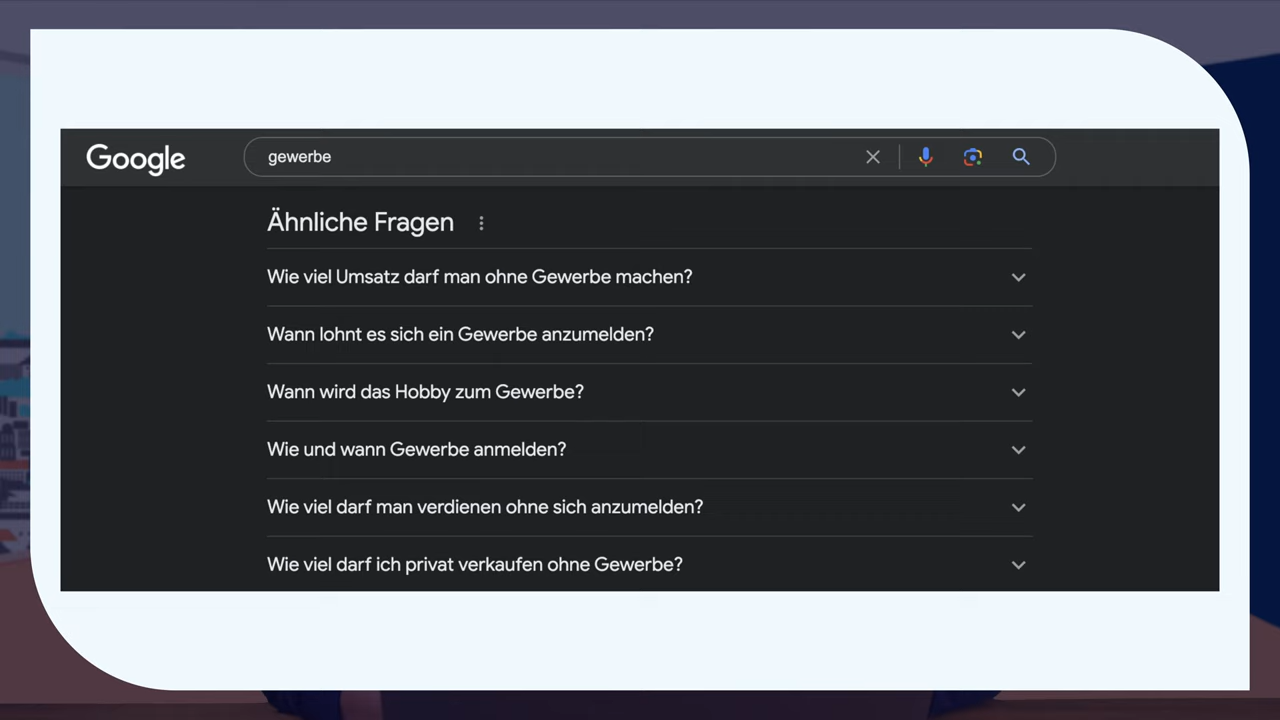 Google
gewerbe
Ähnliche Fragen
Wie viel Umsatz darf man ohne Gewerbe machen?
Wann lohnt es sich ein Gewerbe anzumelden?
Wann wird das Hobby zum Gewerbe?
Wie und wann Gewerbe anmelden?
Wie viel darf man verdienen ohne sich anzumelden?
Wie viel darf ich privat verkaufen ohne Gewerbe?